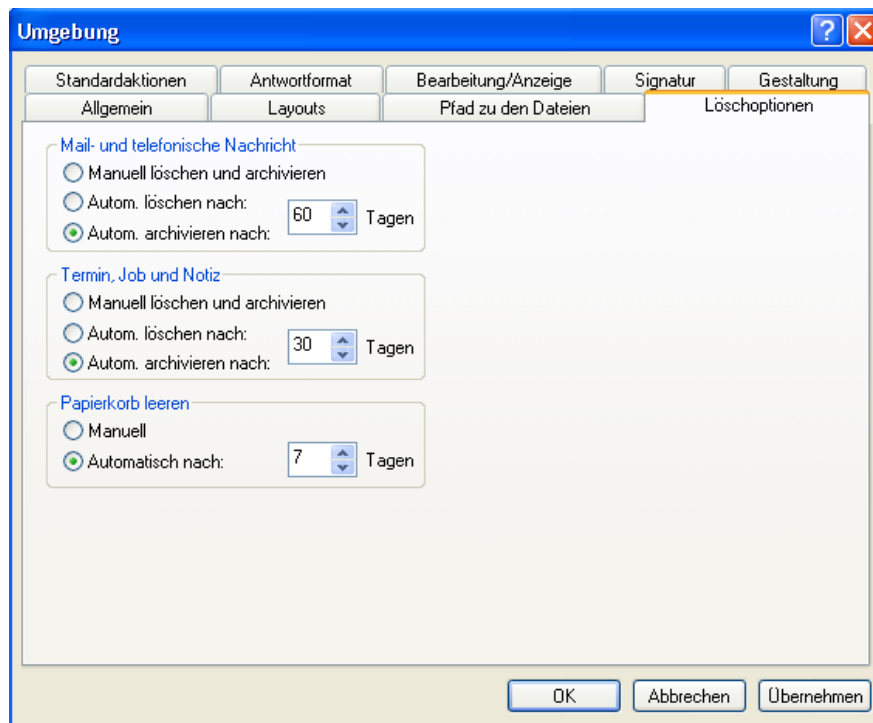 Umgebung
Standardaktionen Antwortformat Bearbeitung/Anzeige Signatur Gestaltung
Allgemein Layouts Pfad zu den Dateien Löschoptionen
Mail- und telefonische Nachricht
Manuell löschen und archivieren
Autom. löschen nach:
60 Tagen
Autom. archivieren nach:
Termin, Job und Notiz
Manuell löschen und archivieren
Autom. löschen nach:
30 Tagen
Autom. archivieren nach:
Papierkorb leeren
Manuell
Automatisch nach: 7 Tagen
OK Abbrechen Übernehmen